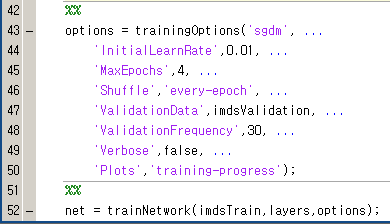 42 %%
43 – options = trainingOptions('sgdm', ...
44 'InitialLearnRate',0.01, ...
45 'MaxEpochs',4, ...
46 'Shuffle','every-epoch', ...
47 'ValidationData',imdsValidation, ...
48 'ValidationFrequency',30, ...
49 'Verbose',false, ...
50 'Plots','training-progress');
51 %%
52 – net = trainNetwork(imdsTrain,layers,options);